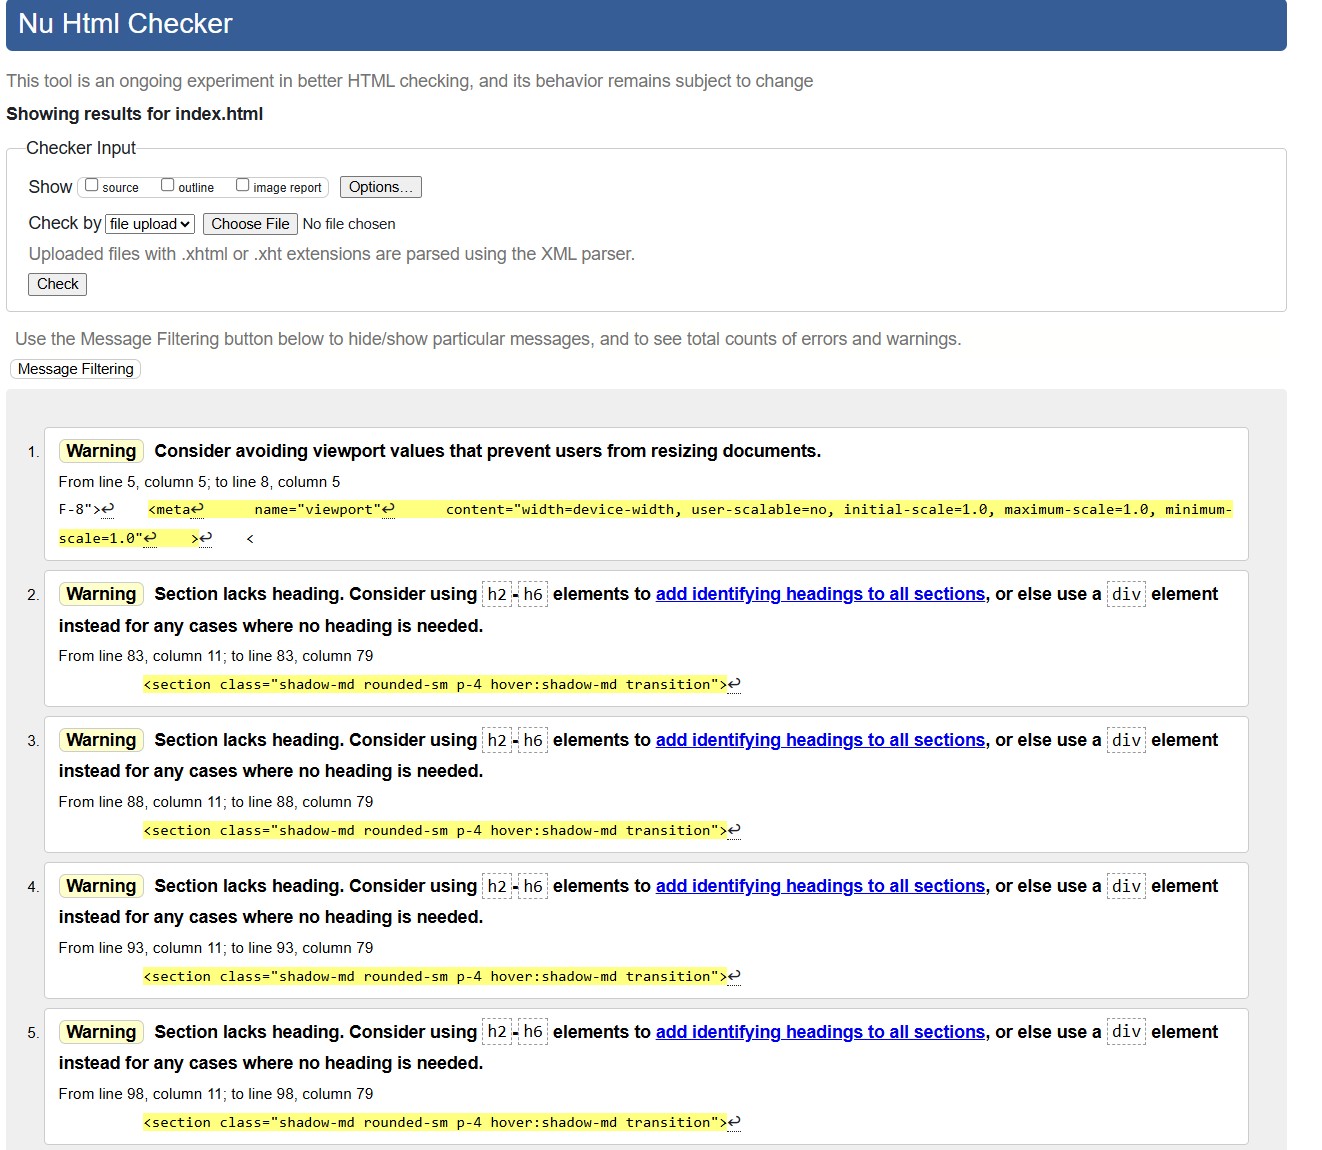 Nu Html Checker
This tool is an ongoing experiment in better HTML checking, and its behavior remains subject to change
Showing results for index.html
Checker Input
Show source outline image report Options...
Check by file upload Choose File No file chosen
Uploaded files with .xhtml or .xht extensions are parsed using the XML parser.
Check
Use the Message Filtering button below to hide/show particular messages, and to see total counts of errors and warnings.
Message Filtering
1. Warning Consider avoiding viewport values that prevent users from resizing documents.
From line 5, column 5; to line 8, column 5
F-8">↩ <meta↩ name="viewport"↩ content="width=device-width, user-scalable=no, initial-scale=1.0, maximum-scale=1.0, minimum-
scale=1.0"↩ >↩ <
2. Warning Section lacks heading. Consider using h2-h6 elements to add identifying headings to all sections, or else use a div element
instead for any cases where no heading is needed.
From line 83, column 11; to line 83, column 79
<section class="shadow-md rounded-sm p-4 hover:shadow-md transition">↩
3. Warning Section lacks heading. Consider using h2-h6 elements to add identifying headings to all sections, or else use a div element
instead for any cases where no heading is needed.
From line 88, column 11; to line 88, column 79
<section class="shadow-md rounded-sm p-4 hover:shadow-md transition">↩
4. Warning Section lacks heading. Consider using h2-h6 elements to add identifying headings to all sections, or else use a div element
instead for any cases where no heading is needed.
From line 93, column 11; to line 93, column 79
<section class="shadow-md rounded-sm p-4 hover:shadow-md transition">↩
5. Warning Section lacks heading. Consider using h2-h6 elements to add identifying headings to all sections, or else use a div element
instead for any cases where no heading is needed.
From line 98, column 11; to line 98, column 79
<section class="shadow-md rounded-sm p-4 hover:shadow-md transition">↩